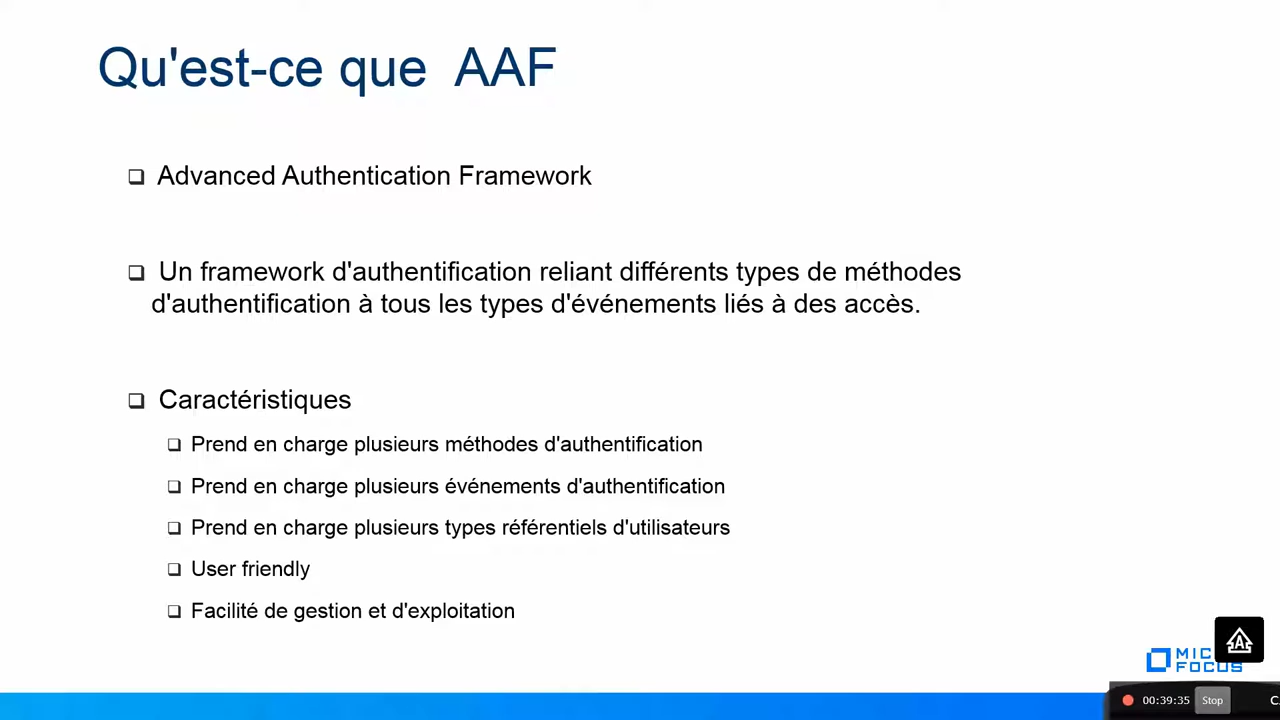 Qu'est-ce que AAF
Advanced Authentication Framework
Un framework d'authentification reliant différents types de méthodes
d'authentification à tous les types d'événements liés à des accès.
Caractéristiques
Prend en charge plusieurs méthodes d'authentification
Prend en charge plusieurs événements d'authentification
Prend en charge plusieurs types référentiels d'utilisateurs
User friendly
Facilité de gestion et d'exploitation
A
MIC
FOCUS
00:39:35 Stop C